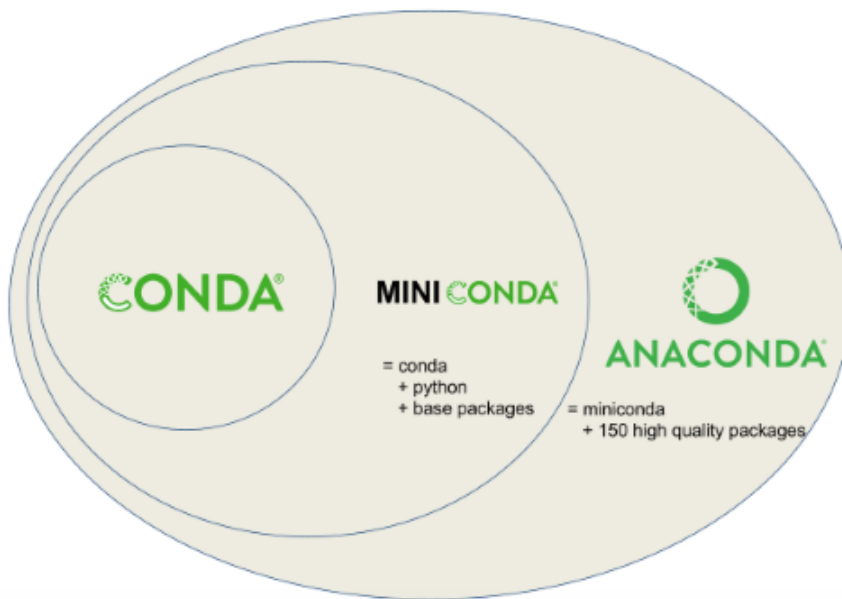 CONDA®
MINI CONDA®
= conda
+ python
+ base packages
ANACONDA®
= miniconda
+ 150 high quality packages